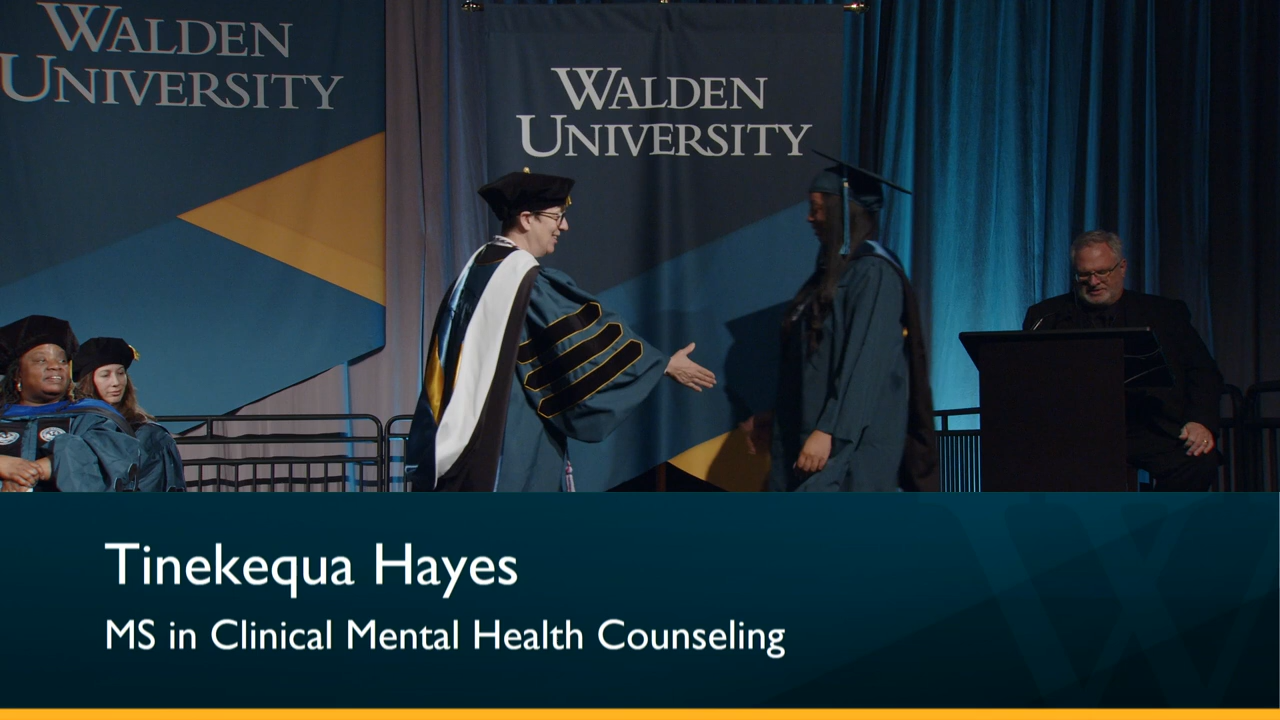 WALDEN
UNIVERSITY
WALDEN
UNIVERSITY
Tinekequa Hayes
MS in Clinical Mental Health Counseling